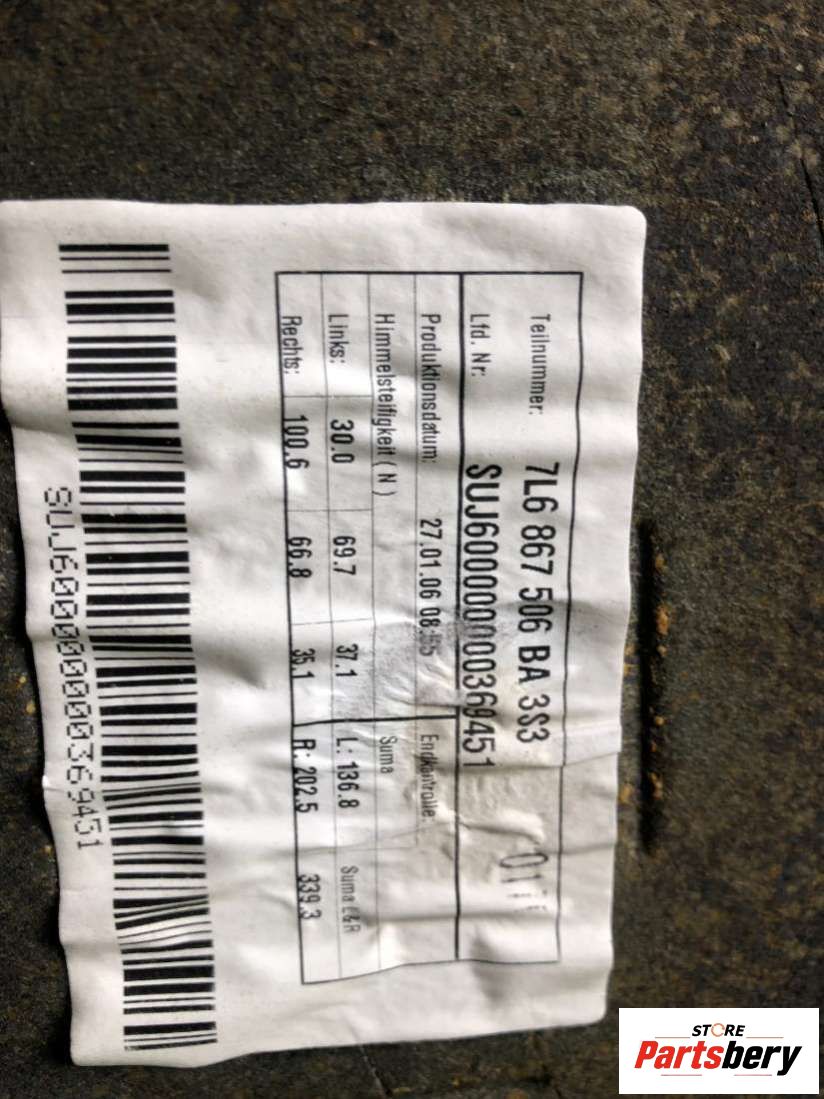 Teilnummer: 7L6 867 506 BA 3S3
Lfd. Nr: SUJ6000000000369451
Produktionsdatum: 27.01.06 Endkontrolle:
Himmelsteifigkeit ( N ) Suma
Links: 30.0 69.7 37.1 L: 136.8 Suma L&R
Rechts: 100.6 66.8 35.1 R: 202.5 339.3
SUJ6000000000369451
STORE
Partsbery